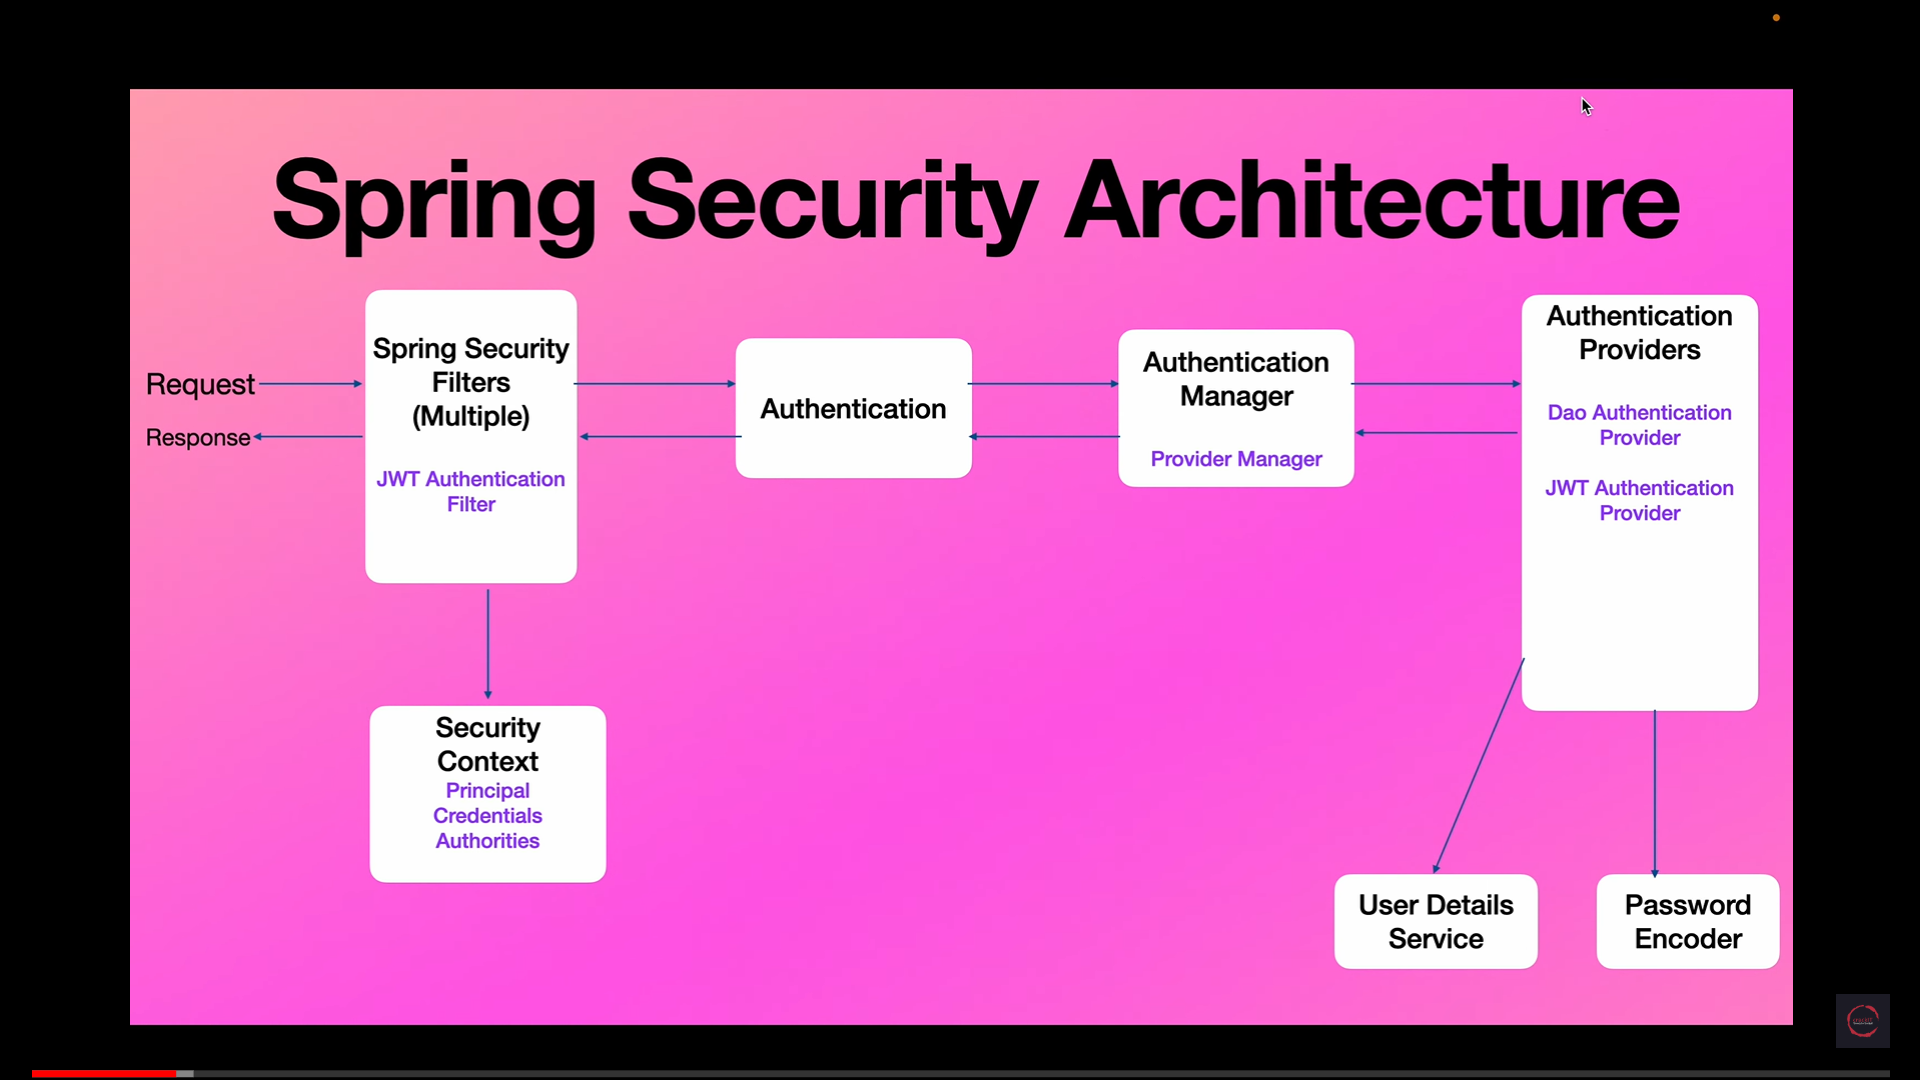 Spring Security Architecture
Request
Response
Spring Security
Filters
(Multiple)
JWT Authentication
Filter
Authentication
Authentication
Manager
Provider Manager
Authentication
Providers
Dao Authentication
Provider
JWT Authentication
Provider
Security
Context
Principal
Credentials
Authorities
User Details
Service
Password
Encoder